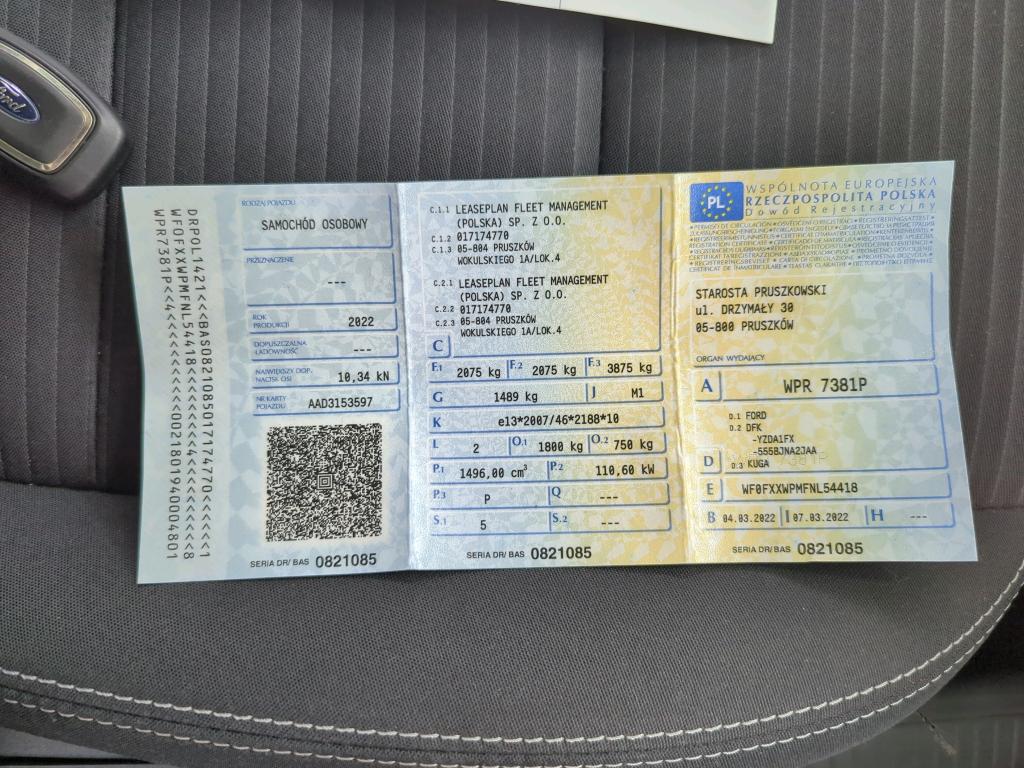 Ford
DRPOL1421<<BAS0821085017174770<<<<<<1
WF0FXXWPMFNL54418<<<<<<<4<<<<<<<<<<<8
WPR7381P<4<<<<<<<<<<0021801940004801
RODZAJ POJAZDU
SAMOCHÓD OSOBOWY
PRZEZNACZENIE
---
ROK
PRODUKCJI 2022
DOPUSZCZALNA
ŁADOWNOŚĆ ---
NAJWIĘKSZY DOP.
NACISK OSI 10,34 kN
NR KARTY
POJAZDU AAD3153597
SERIA DR/ BAS 0821085
C.1.1 LEASEPLAN FLEET MANAGEMENT
(POLSKA) SP. Z O.O.
C.1.2 017174770
C.1.3 05-804 PRUSZKÓW
WOKULSKIEGO 1A/LOK.4
C.2.1 LEASEPLAN FLEET MANAGEMENT
(POLSKA) SP. Z O.O.
C.2.2 017174770
C.2.3 05-804 PRUSZKÓW
WOKULSKIEGO 1A/LOK.4
C
F.1 2075 kg F.2 2075 kg F.3 3875 kg
G 1489 kg J M1
K e13*2007/46*2188*10
L 2 O.1 1800 kg O.2 750 kg
P.1 1496,00 cm³ P.2 110,60 kW
P.3 P Q ---
S.1 5 S.2 ---
SERIA DR/ BAS 0821085
PL
WSPÓLNOTA EUROPEJSKA
RZECZPOSPOLITA POLSKA
Dowód Rejestracyjny
STAROSTA PRUSZKOWSKI
ul. DRZYMAŁY 30
05-800 PRUSZKÓW
ORGAN WYDAJĄCY
A WPR 7381P
D.1 FORD
D.2 DFK
-YZDA1FX
-555BJNA2JAA
D D.3 KUGA
E WF0FXXWPMFNL54418
B 04.03.2022 I 07.03.2022 H ---
SERIA DR/ BAS 0821085